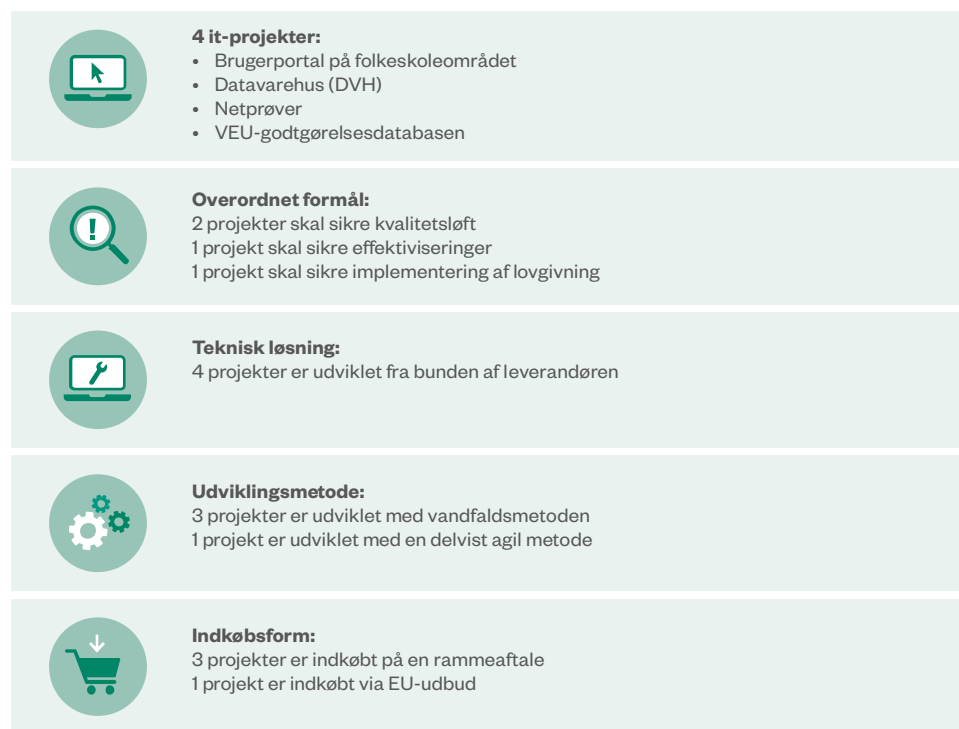 4 it-projekter:
• Brugerportal på folkeskoleområdet
• Datavarehus (DVH)
• Netprøver
• VEU-godtgørelsesdatabasen
Overordnet formål:
2 projekter skal sikre kvalitetsløft
1 projekt skal sikre effektiviseringer
1 projekt skal sikre implementering af lovgivning
Teknisk løsning:
4 projekter er udviklet fra bunden af leverandøren
Udviklingsmetode:
3 projekter er udviklet med vandfaldsmetoden
1 projekt er udviklet med en delvist agil metode
Indkøbsform:
3 projekter er indkøbt på en rammeaftale
1 projekt er indkøbt via EU-udbud